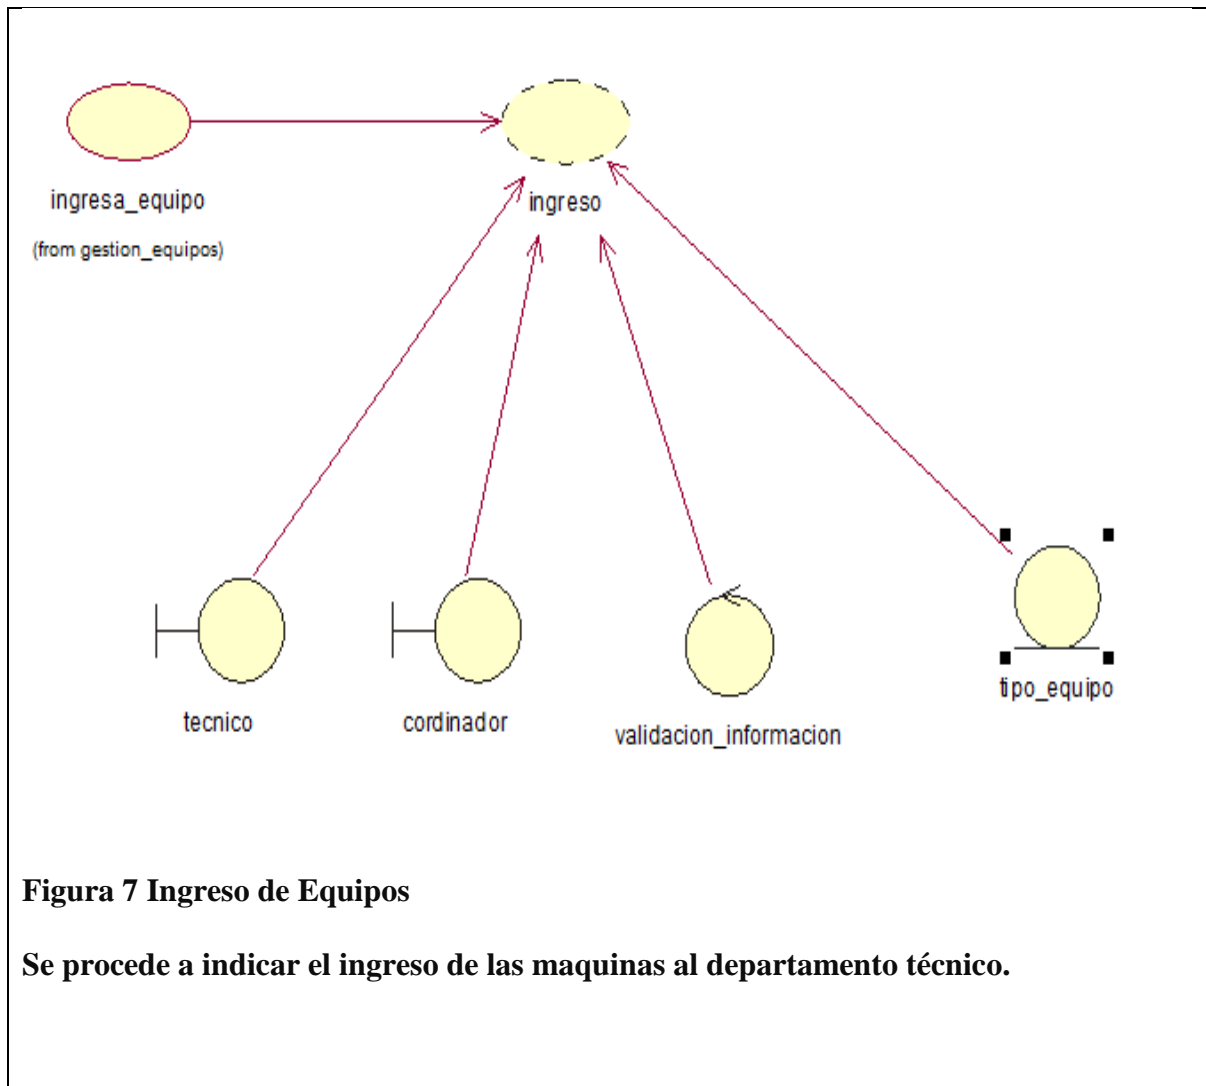 ingresa_equipo
(from gestion_equipos)
ingreso
tecnico
cordinador
validacion_informacion
tipo_equipo
Figura 7 Ingreso de Equipos
Se procede a indicar el ingreso de las maquinas al departamento técnico.